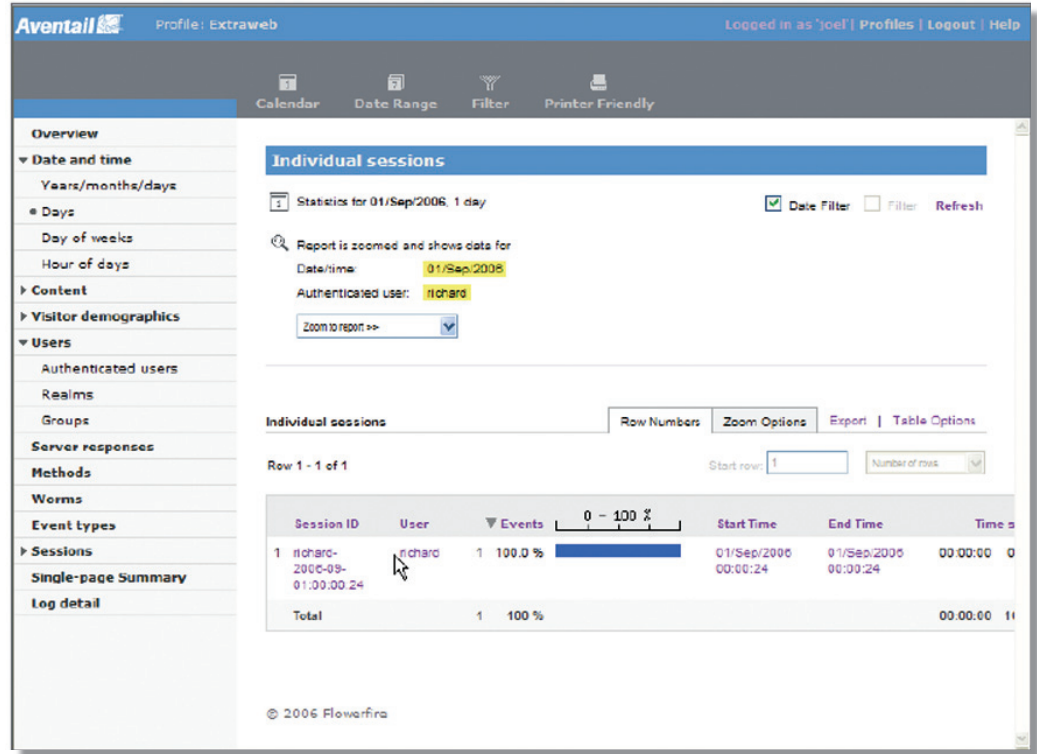 Aventail Profile: Extraweb Logged in as 'joel' | Profiles | Logout | Help
1 2
Calendar Date Range Filter Printer Friendly
Overview
Date and time
Years/months/days
Days
Day of weeks
Hour of days
Content
Visitor demographics
Users
Authenticated users
Realms
Groups
Server responses
Methods
Worms
Event types
Sessions
Single-page Summary
Log detail
Individual sessions
1 Statistics for 01/Sep/2006, 1 day
Date Filter Filter Refresh
Report is zoomed and shows data for
Date/time: 01/Sep/2006
Authenticated user: richard
Zoom to report >>
Individual sessions Row Numbers Zoom Options Export | Table Options
Row 1 - 1 of 1 Start row: 1 Number of rows
Session ID User Events 0 - 100 % Start Time End Time Time s
1 richard- richard 1 100.0 % 01/Sep/2006 01/Sep/2006 00:00:00 0
2006-09- 00:00:24 00:00:24
01:00:00:24
Total 1 100 % 00:00:00
© 2006 Flowerfire